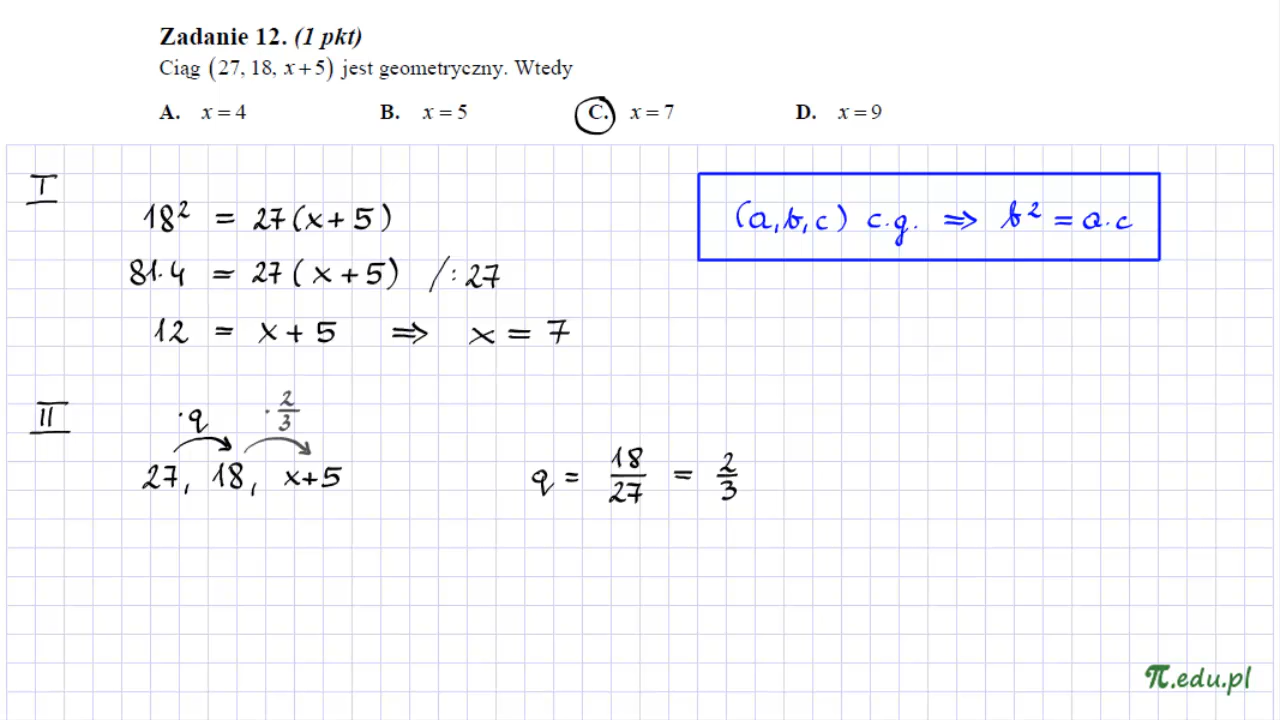 Zadanie 12. (1 pkt)
Ciąg (27, 18, x+5) jest geometryczny. Wtedy
A. x = 4 B. x = 5 C. x = 7 D. x = 9
I
18² = 27(x+5)
(a,b,c) c.g. ⇒ b² = a·c
81·4 = 27(x+5) /:27
12 = x+5 ⇒ x = 7
II
·q ·2/3
27, 18, x+5 q = 18/27 = 2/3
π.edu.pl